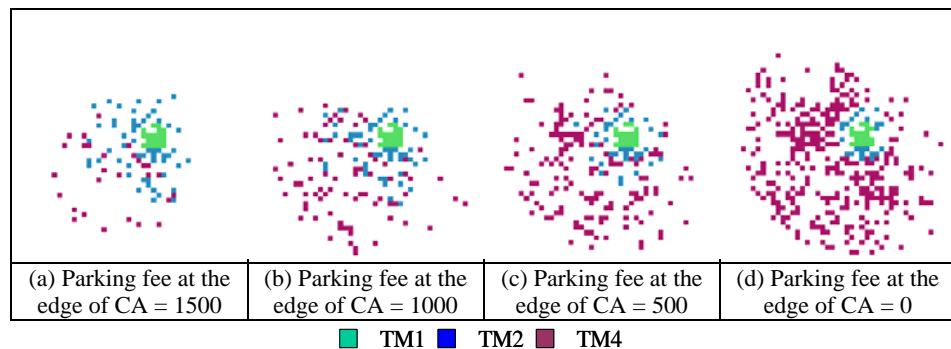 (a) Parking fee at the
edge of CA = 1500
(b) Parking fee at the
edge of CA = 1000
(c) Parking fee at the
edge of CA = 500
(d) Parking fee at the
edge of CA = 0
TM1 TM2 TM4